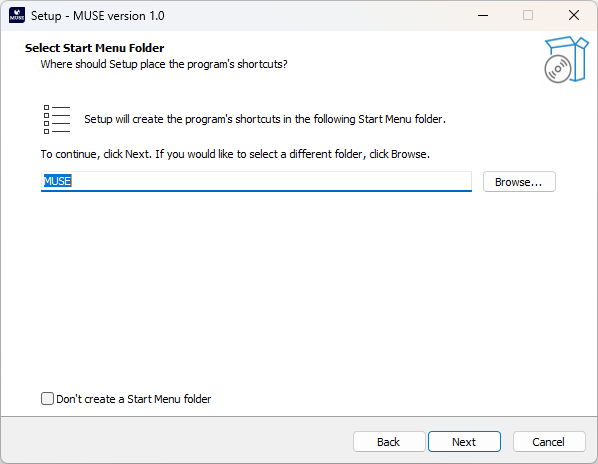 MUSE
Setup - MUSE version 1.0
Select Start Menu Folder
Where should Setup place the program's shortcuts?
Setup will create the program's shortcuts in the following Start Menu folder.
To continue, click Next. If you would like to select a different folder, click Browse.
MUSE
Browse...
Don't create a Start Menu folder
Back
Next
Cancel